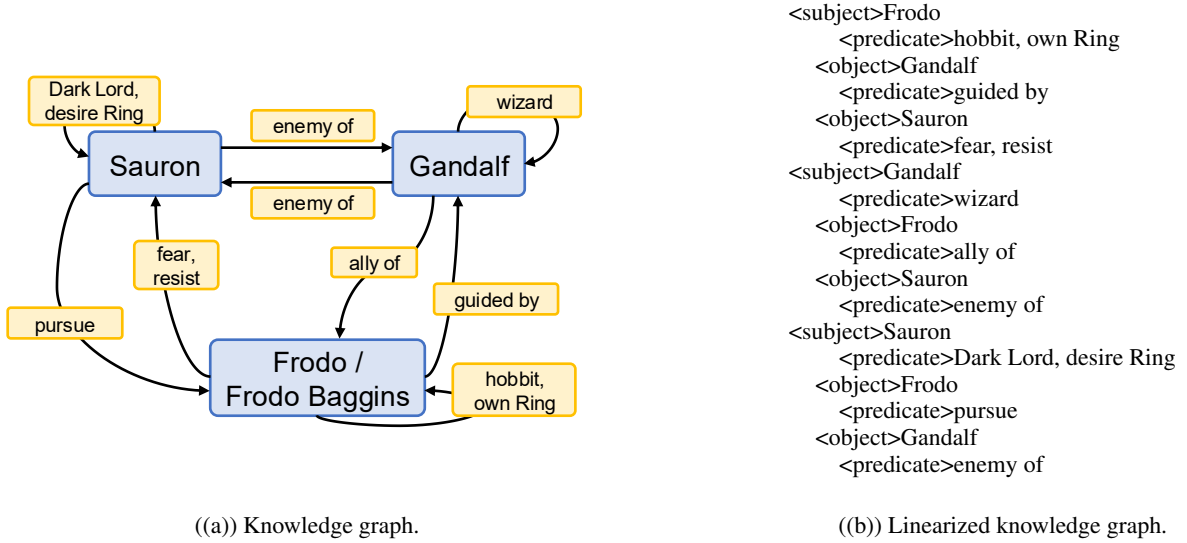 Dark Lord,
desire Ring
wizard
enemy of
Sauron
Gandalf
enemy of
fear,
resist
ally of
pursue
guided by
Frodo /
Frodo Baggins
hobbit,
own Ring
((a)) Knowledge graph.
<subject>Frodo
<predicate>hobbit, own Ring
<object>Gandalf
<predicate>guided by
<object>Sauron
<predicate>fear, resist
<subject>Gandalf
<predicate>wizard
<object>Frodo
<predicate>ally of
<object>Sauron
<predicate>enemy of
<subject>Sauron
<predicate>Dark Lord, desire Ring
<object>Frodo
<predicate>pursue
<object>Gandalf
<predicate>enemy of
((b)) Linearized knowledge graph.